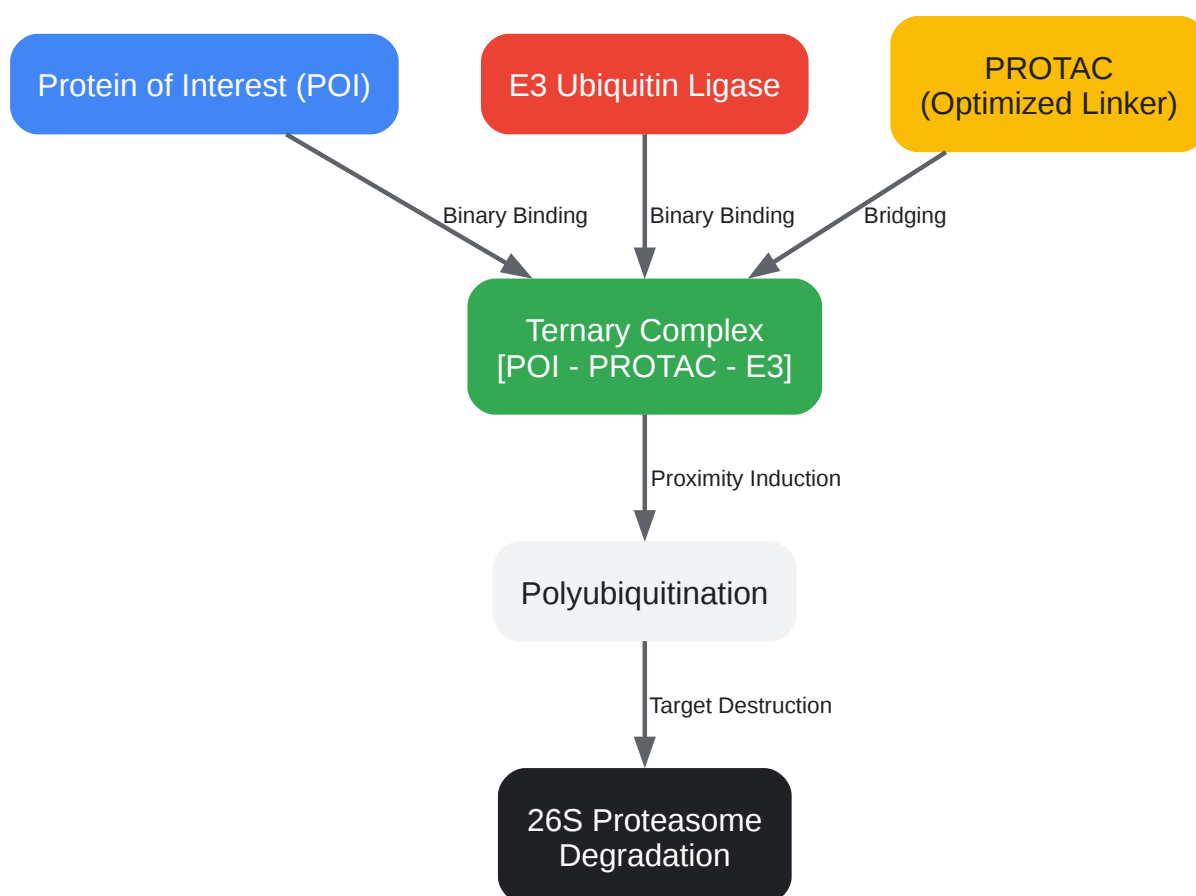 Protein of Interest (POI)
E3 Ubiquitin Ligase
PROTAC
(Optimized Linker)
Binary Binding
Binary Binding
Bridging
Ternary Complex
[POI - PROTAC - E3]
Proximity Induction
Polyubiquitination
Target Destruction
26S Proteasome
Degradation